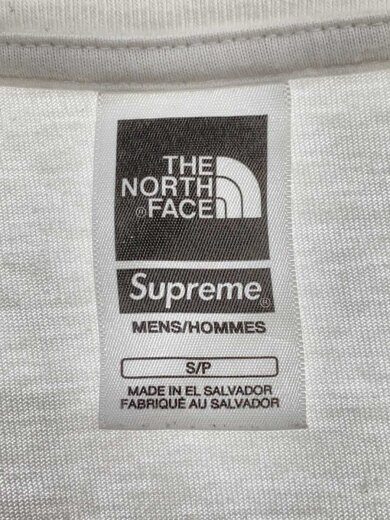 THE
NORTH
®FACE
Supreme®
MENS/HOMMES
S/P
MADE IN EL SALVADOR
FABRIQUÉ AU SALVADOR